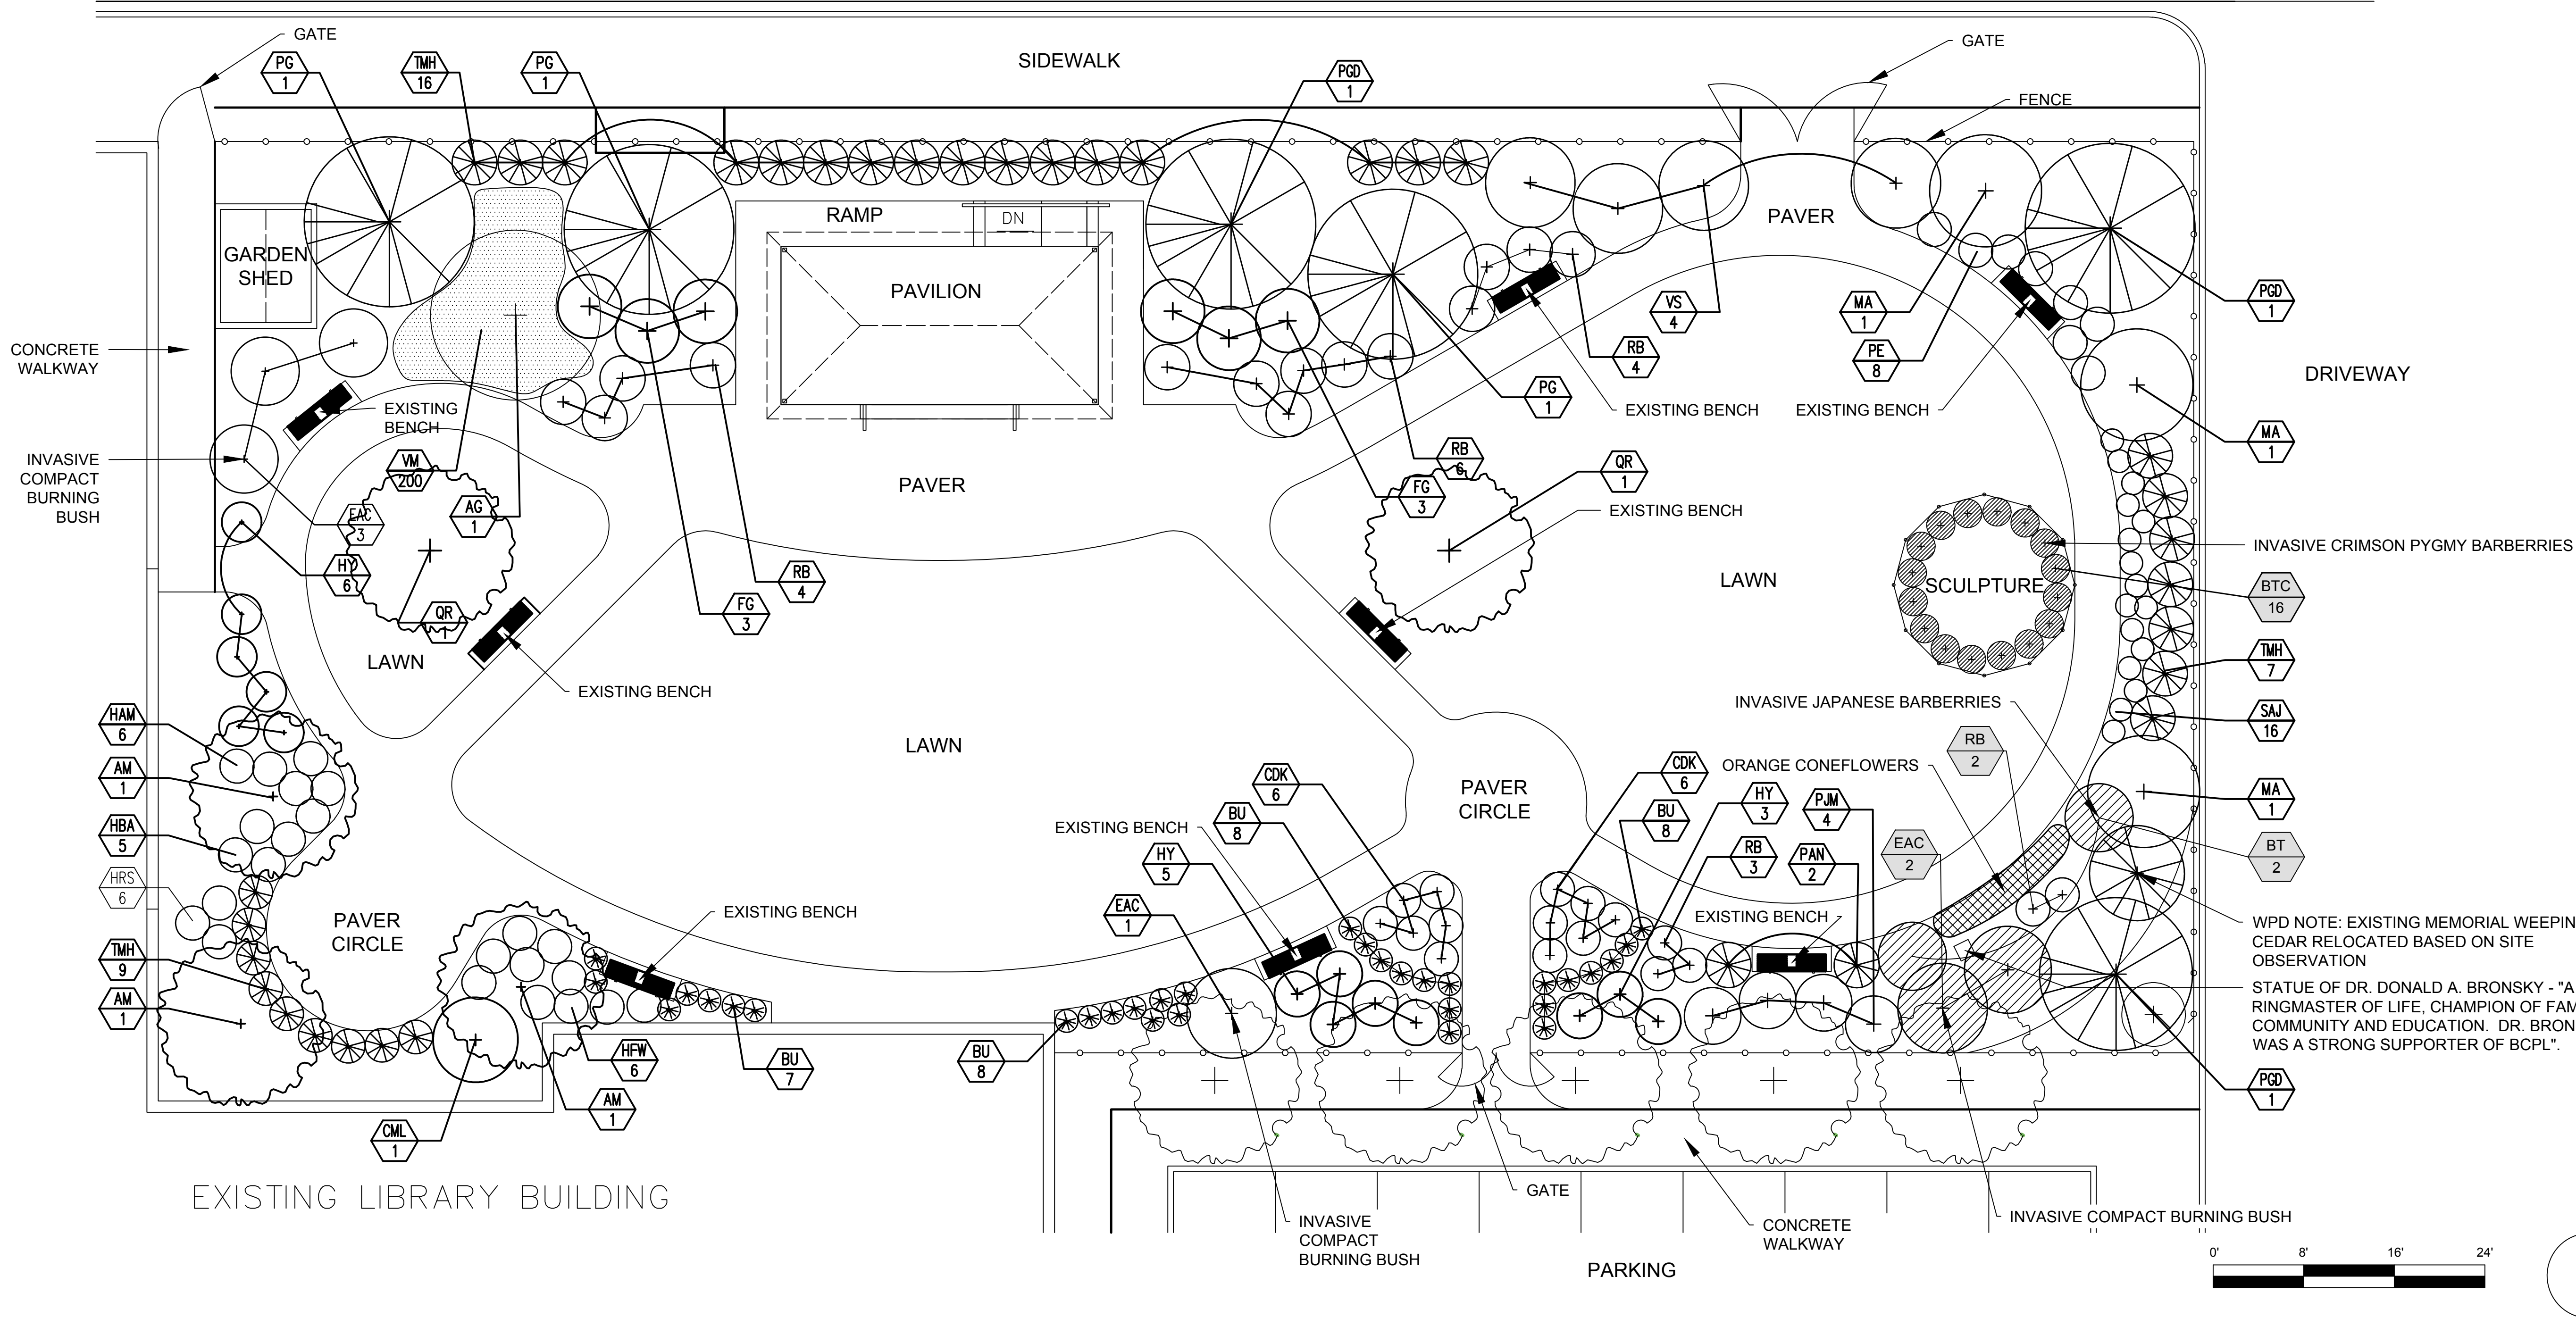 GATE
PG
1
TMH
16
PG
1
SIDEWALK
PGD
1
GATE
FENCE
RAMP
DN
PAVER
GARDEN
SHED
PAVILION
VS
4
MA
1
PGD
1
CONCRETE
WALKWAY
RB
4
PE
8
DRIVEWAY
PG
1
EXISTING
BENCH
EXISTING BENCH
EXISTING BENCH
MA
1
INVASIVE
COMPACT
BURNING
BUSH
VM
200
RB
6
QR
1
PAVER
FG
3
EAC
3
AG
1
EXISTING BENCH
INVASIVE CRIMSON PYGMY BARBERRIES
HY
6
RB
4
LAWN
SCULPTURE
BTC
16
QR
1
FG
3
LAWN
TMH
7
EXISTING BENCH
INVASIVE JAPANESE BARBERRIES
HAM
6
SAJ
16
LAWN
RB
2
AM
1
CDK
6
PAVER
CIRCLE
CDK
6
ORANGE CONEFLOWERS
MA
1
HBA
5
EXISTING BENCH
BU
8
BU
8
HY
3
PJM
4
HRS
6
HY
5
RB
3
PAN
2
EAC
2
BT
2
PAVER
CIRCLE
EXISTING BENCH
EAC
1
EXISTING BENCH
WPD NOTE: EXISTING MEMORIAL WEEPIN
CEDAR RELOCATED BASED ON SITE
OBSERVATION
TMH
9
STATUE OF DR. DONALD A. BRONSKY - "A
RINGMASTER OF LIFE, CHAMPION OF FAM
COMMUNITY AND EDUCATION. DR. BRON
WAS A STRONG SUPPORTER OF BCPL".
AM
1
HFW
6
BU
7
BU
8
PGD
1
AM
1
CML
1
EXISTING LIBRARY BUILDING
GATE
INVASIVE
COMPACT
BURNING BUSH
CONCRETE
WALKWAY
INVASIVE COMPACT BURNING BUSH
PARKING
0'
8'
16'
24'